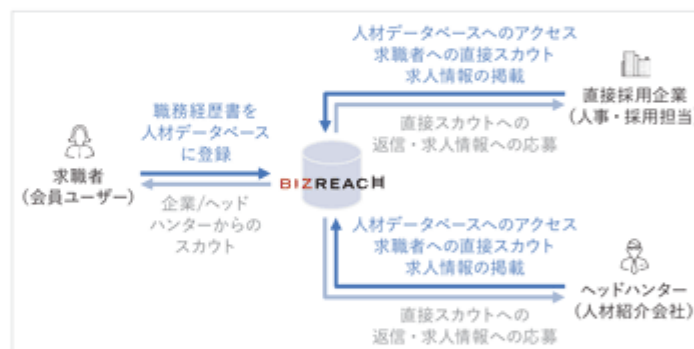 人材データベースへのアクセス
求職者への直接スカウト
求人情報の掲載
直接採用企業
(人事・採用担当
直接スカウトへの
返信・求人情報への応募
職務経歴書を
人材データベース
に登録
求職者
(会員ユーザー)
BIZREACH
企業/ヘッド
ハンターからの
スカウト
人材データベースへのアクセス
求職者への直接スカウト
求人情報の掲載
ヘッドハンター
(人材紹介会社)
直接スカウトへの
返信・求人情報への応募